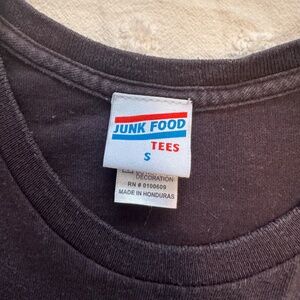 JUNK FOOD
TEES
S
DECORATION
RN # 0100609
MADE IN HONDURAS